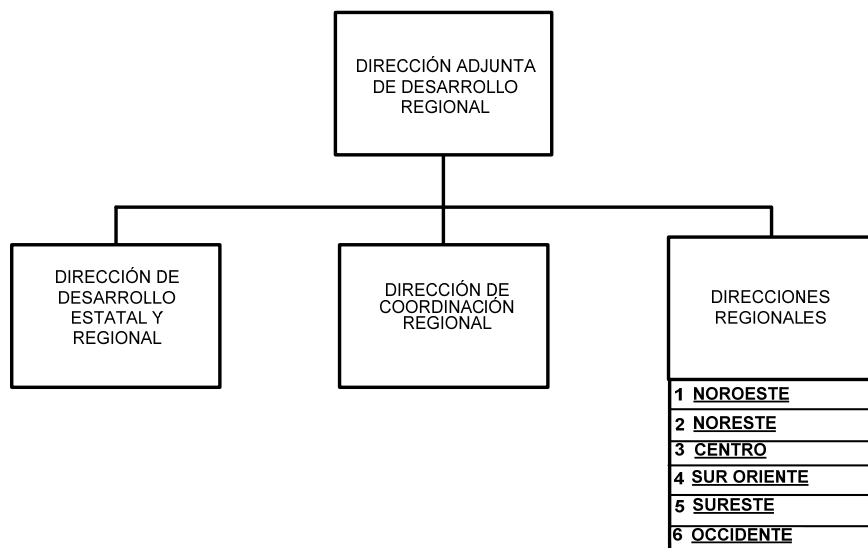 DIRECCIÓN ADJUNTA
DE DESARROLLO
REGIONAL
DIRECCIÓN DE
DESARROLLO
ESTATAL Y
REGIONAL
DIRECCIÓN DE
COORDINACIÓN
REGIONAL
DIRECCIONES
REGIONALES
1 NOROESTE
2 NORESTE
3 CENTRO
4 SUR ORIENTE
5 SURESTE
6 OCCIDENTE